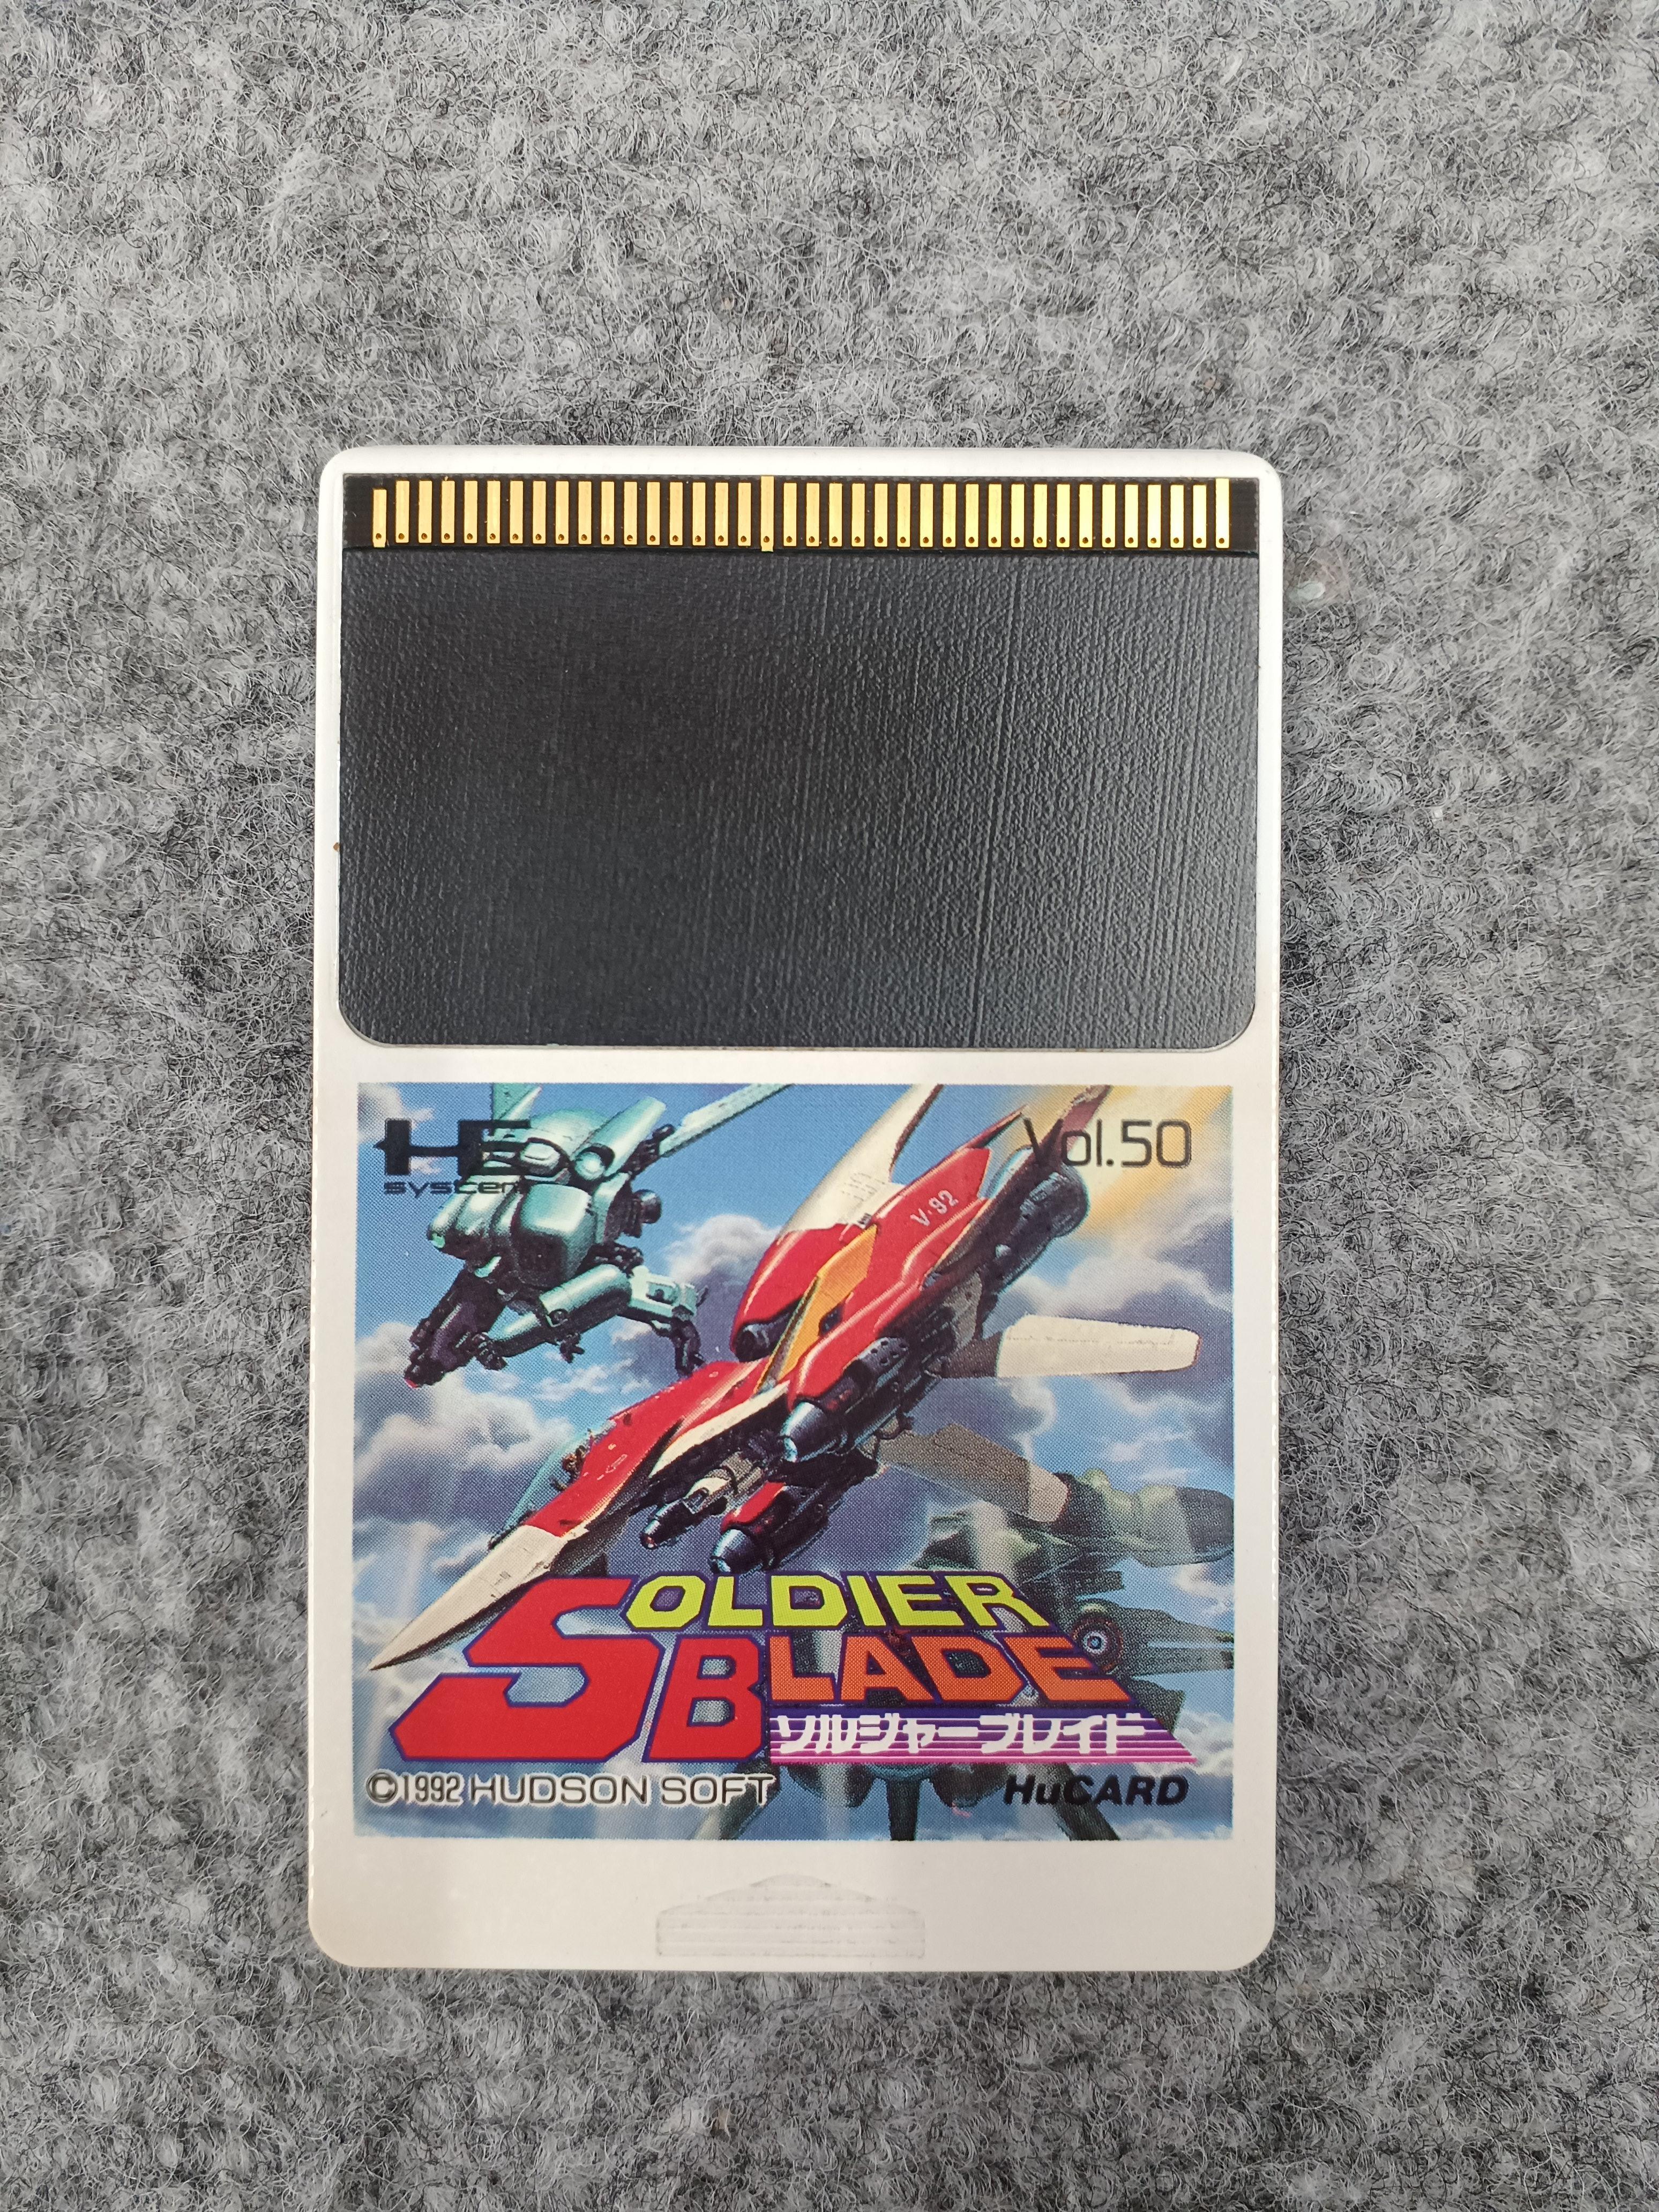 HE
system
Vol.50
V-92
SOLDIER
BLADE
ソルジャーブレイド
©1992 HUDSON SOFT
HuCARD